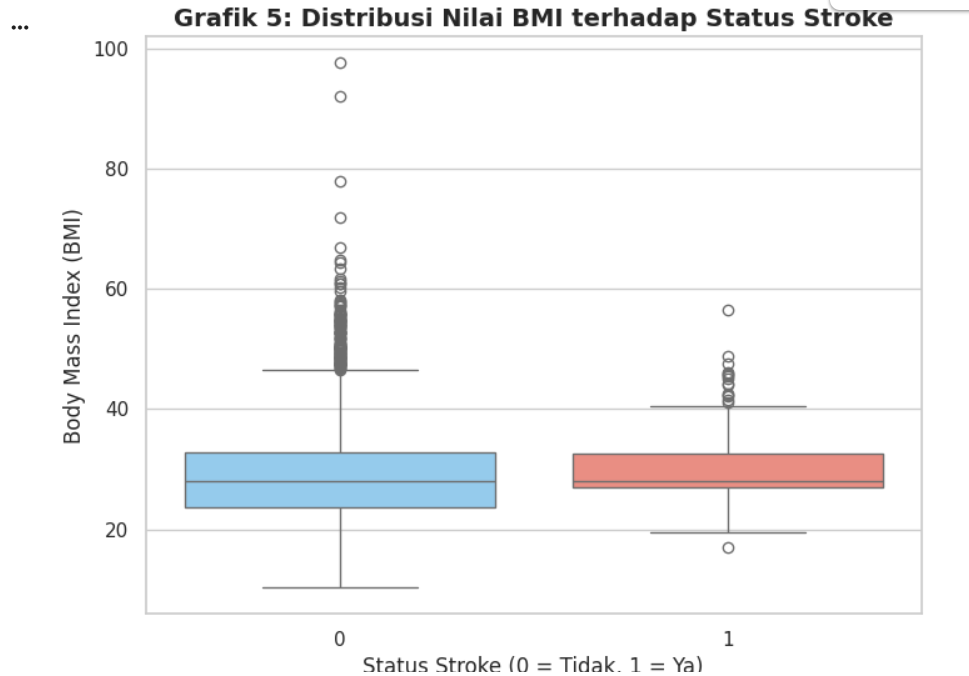 ...
Grafik 5: Distribusi Nilai BMI terhadap Status Stroke
100
80
60
40
20
Body Mass Index (BMI)
0
1
Status Stroke (0 = Tidak, 1 = Ya)